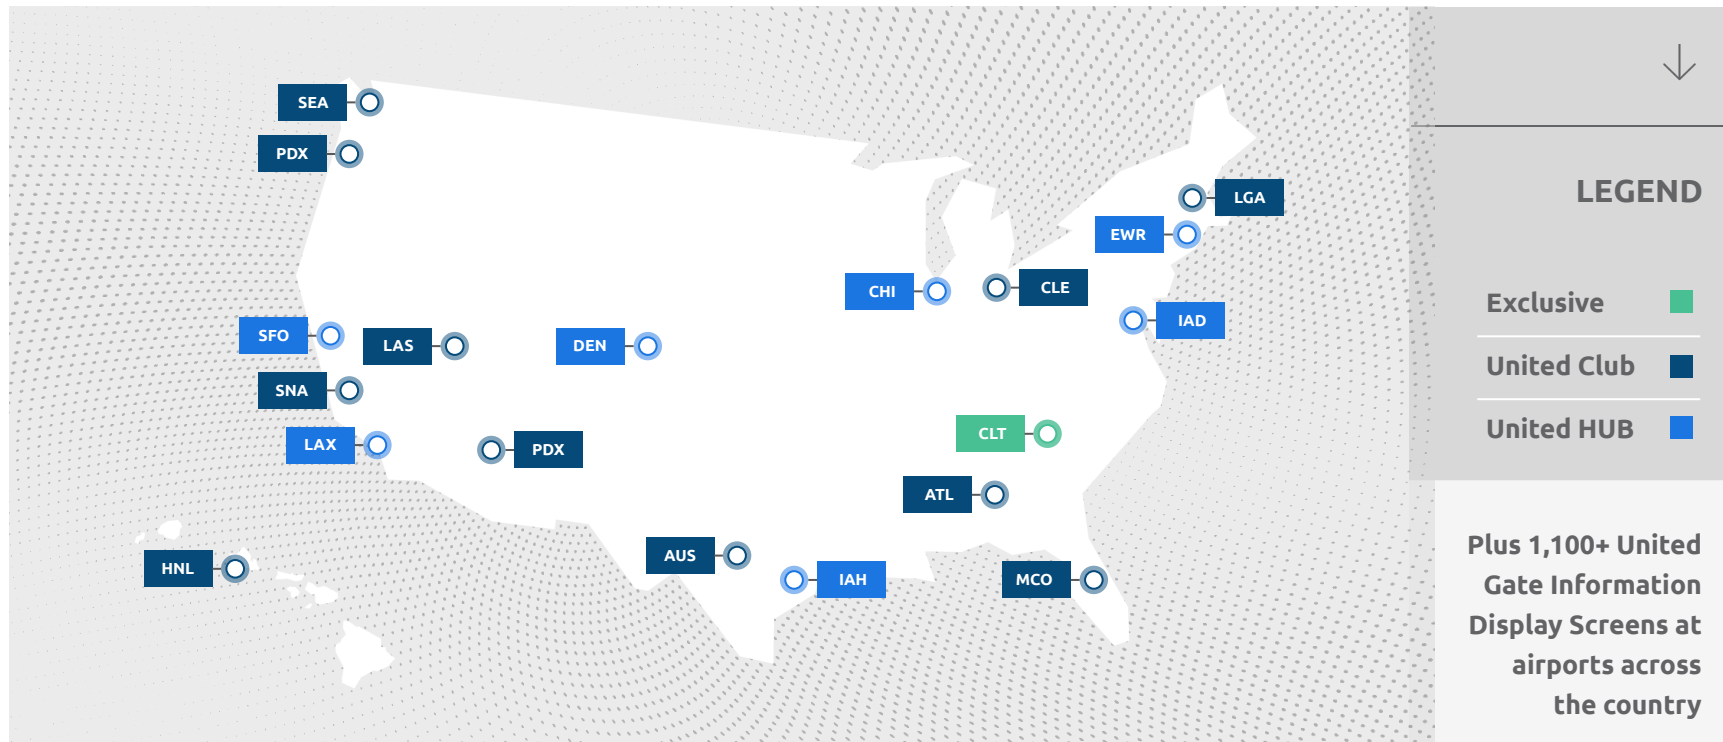 SEA
PDX
LGA
EWR
CHI
CLE
IAD
SFO
LAS
DEN
SNA
LAX
PDX
CLT
ATL
AUS
HNL
IAH
MCO
LEGEND
Exclusive
United Club
United HUB
Plus 1,100+ United
Gate Information
Display Screens at
airports across
the country